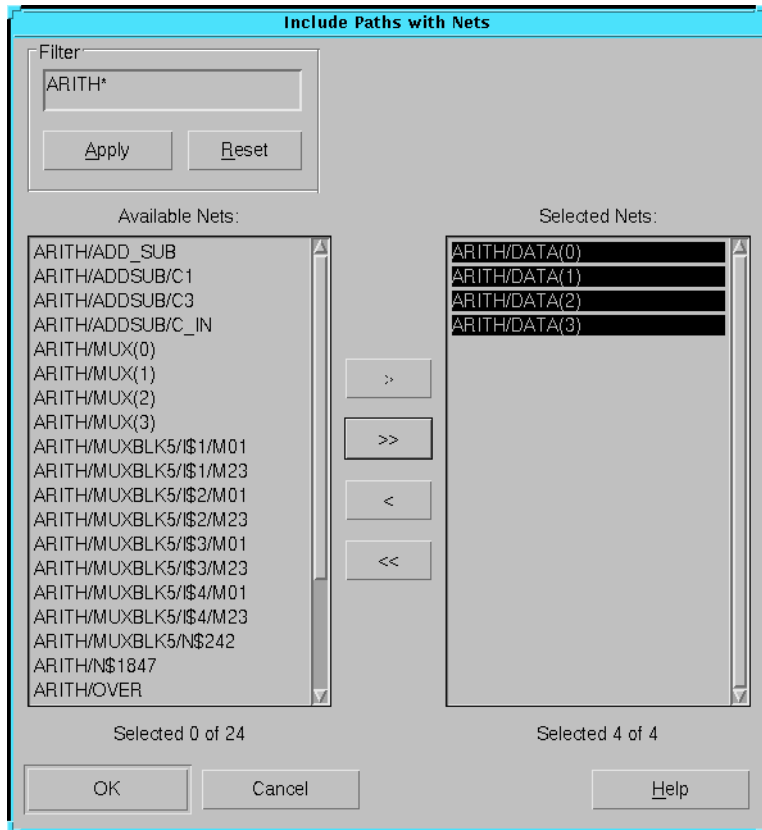 Include Paths with Nets
Filter
ARITH*
Apply
Reset
Available Nets:
ARITH/ADD_SUB
ARITH/ADDSUB/C1
ARITH/ADDSUB/C3
ARITH/ADDSUB/C_IN
ARITH/MUX(0)
ARITH/MUX(1)
ARITH/MUX(2)
ARITH/MUX(3)
ARITH/MUXBLK5/I$1/M01
ARITH/MUXBLK5/I$1/M23
ARITH/MUXBLK5/I$2/M01
ARITH/MUXBLK5/I$2/M23
ARITH/MUXBLK5/I$3/M01
ARITH/MUXBLK5/I$3/M23
ARITH/MUXBLK5/I$4/M01
ARITH/MUXBLK5/I$4/M23
ARITH/MUXBLK5/N$242
ARITH/N$1847
ARITH/OVER
Selected 0 of 24
>
>>
<
<<
Selected Nets:
ARITH/DATA(0)
ARITH/DATA(1)
ARITH/DATA(2)
ARITH/DATA(3)
Selected 4 of 4
OK
Cancel
Help